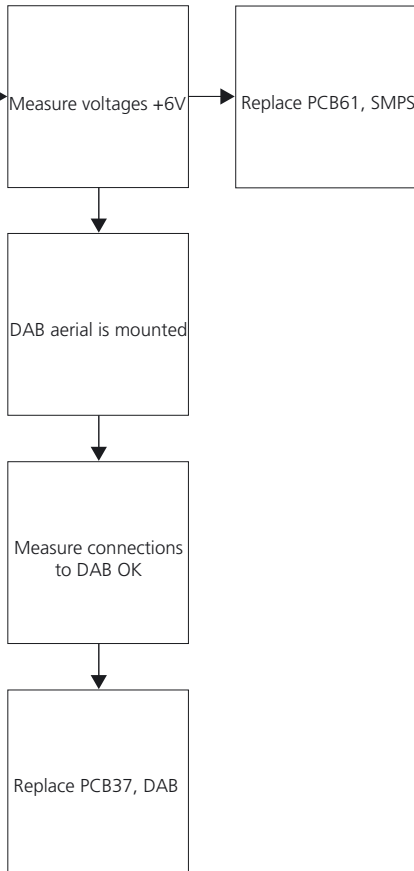 Measure voltages +6V
Replace PCB61, SMPS
DAB aerial is mounted
Measure connections
to DAB OK
Replace PCB37, DAB